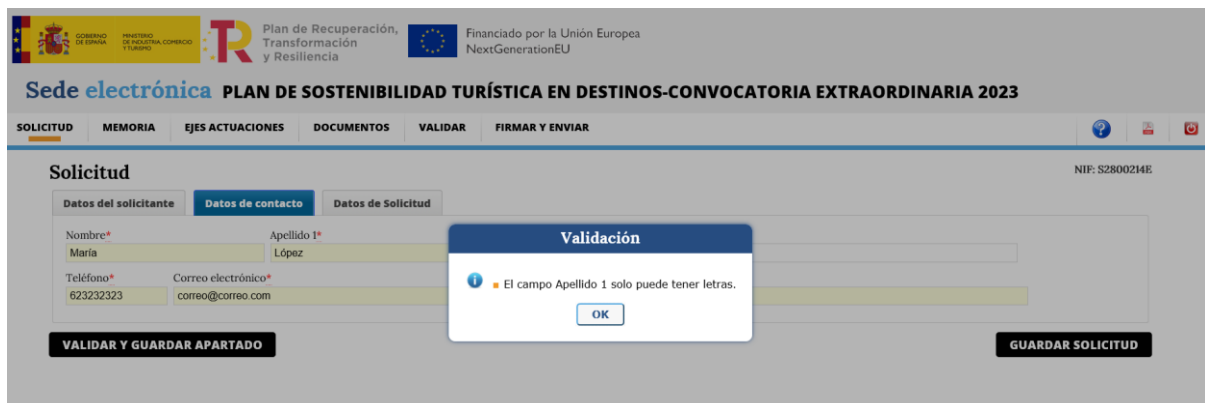 GOBIERNO DE ESPAÑA
MINISTERIO DE INDUSTRIA, COMERCIO Y TURISMO
Plan de Recuperación,
Transformación
y Resiliencia
Financiado por la Unión Europea
NextGenerationEU
Sede electrónica PLAN DE SOSTENIBILIDAD TURÍSTICA EN DESTINOS-CONVOCATORIA EXTRAORDINARIA 2023
SOLICITUD MEMORIA EJES ACTUACIONES DOCUMENTOS VALIDAR FIRMAR Y ENVIAR
Solicitud
NIF: S2800214E
Datos del solicitante Datos de contacto Datos de Solicitud
Nombre* Apellido 1*
María López
Teléfono* Correo electrónico*
623232323 correo@correo.com
Validación
El campo Apellido 1 solo puede tener letras.
OK
VALIDAR Y GUARDAR APARTADO GUARDAR SOLICITUD